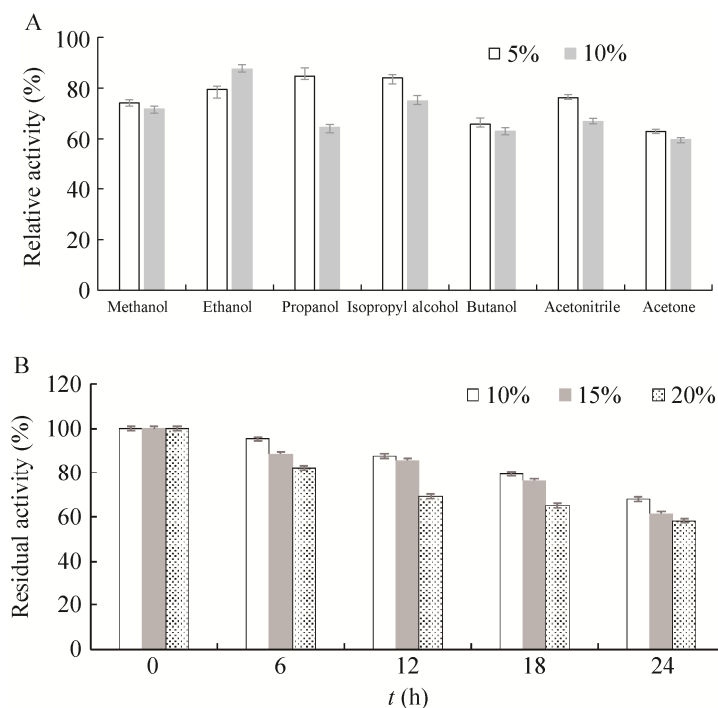 A
100
80
60
40
20
0
Relative activity (%)
5% 10%
Methanol Ethanol Propanol Isopropyl alcohol Butanol Acetonitrile Acetone
B
120
100
80
60
40
20
0
Residual activity (%)
10% 15% 20%
0 6 12 18 24
t (h)